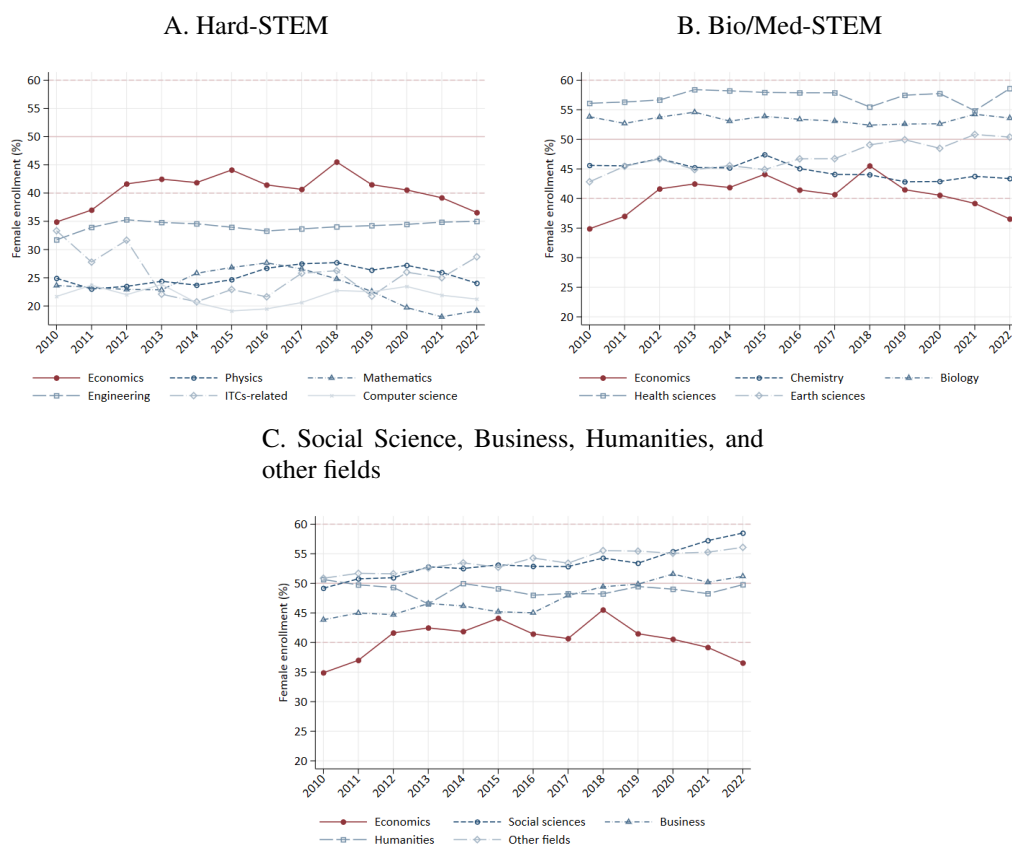 A. Hard-STEM
Female enrollment (%)
60
55
50
45
40
35
30
25
20
2010 2011 2012 2013 2014 2015 2016 2017 2018 2019 2020 2021 2022
Economics Physics Mathematics
Engineering ITCs-related Computer science
B. Bio/Med-STEM
Female enrollment (%)
60
55
50
45
40
35
30
25
20
2010 2011 2012 2013 2014 2015 2016 2017 2018 2019 2020 2021 2022
Economics Chemistry Biology
Health sciences Earth sciences
C. Social Science, Business, Humanities, and
other fields
Female enrollment (%)
60
55
50
45
40
35
30
25
20
2010 2011 2012 2013 2014 2015 2016 2017 2018 2019 2020 2021 2022
Economics Social sciences Business
Humanities Other fields